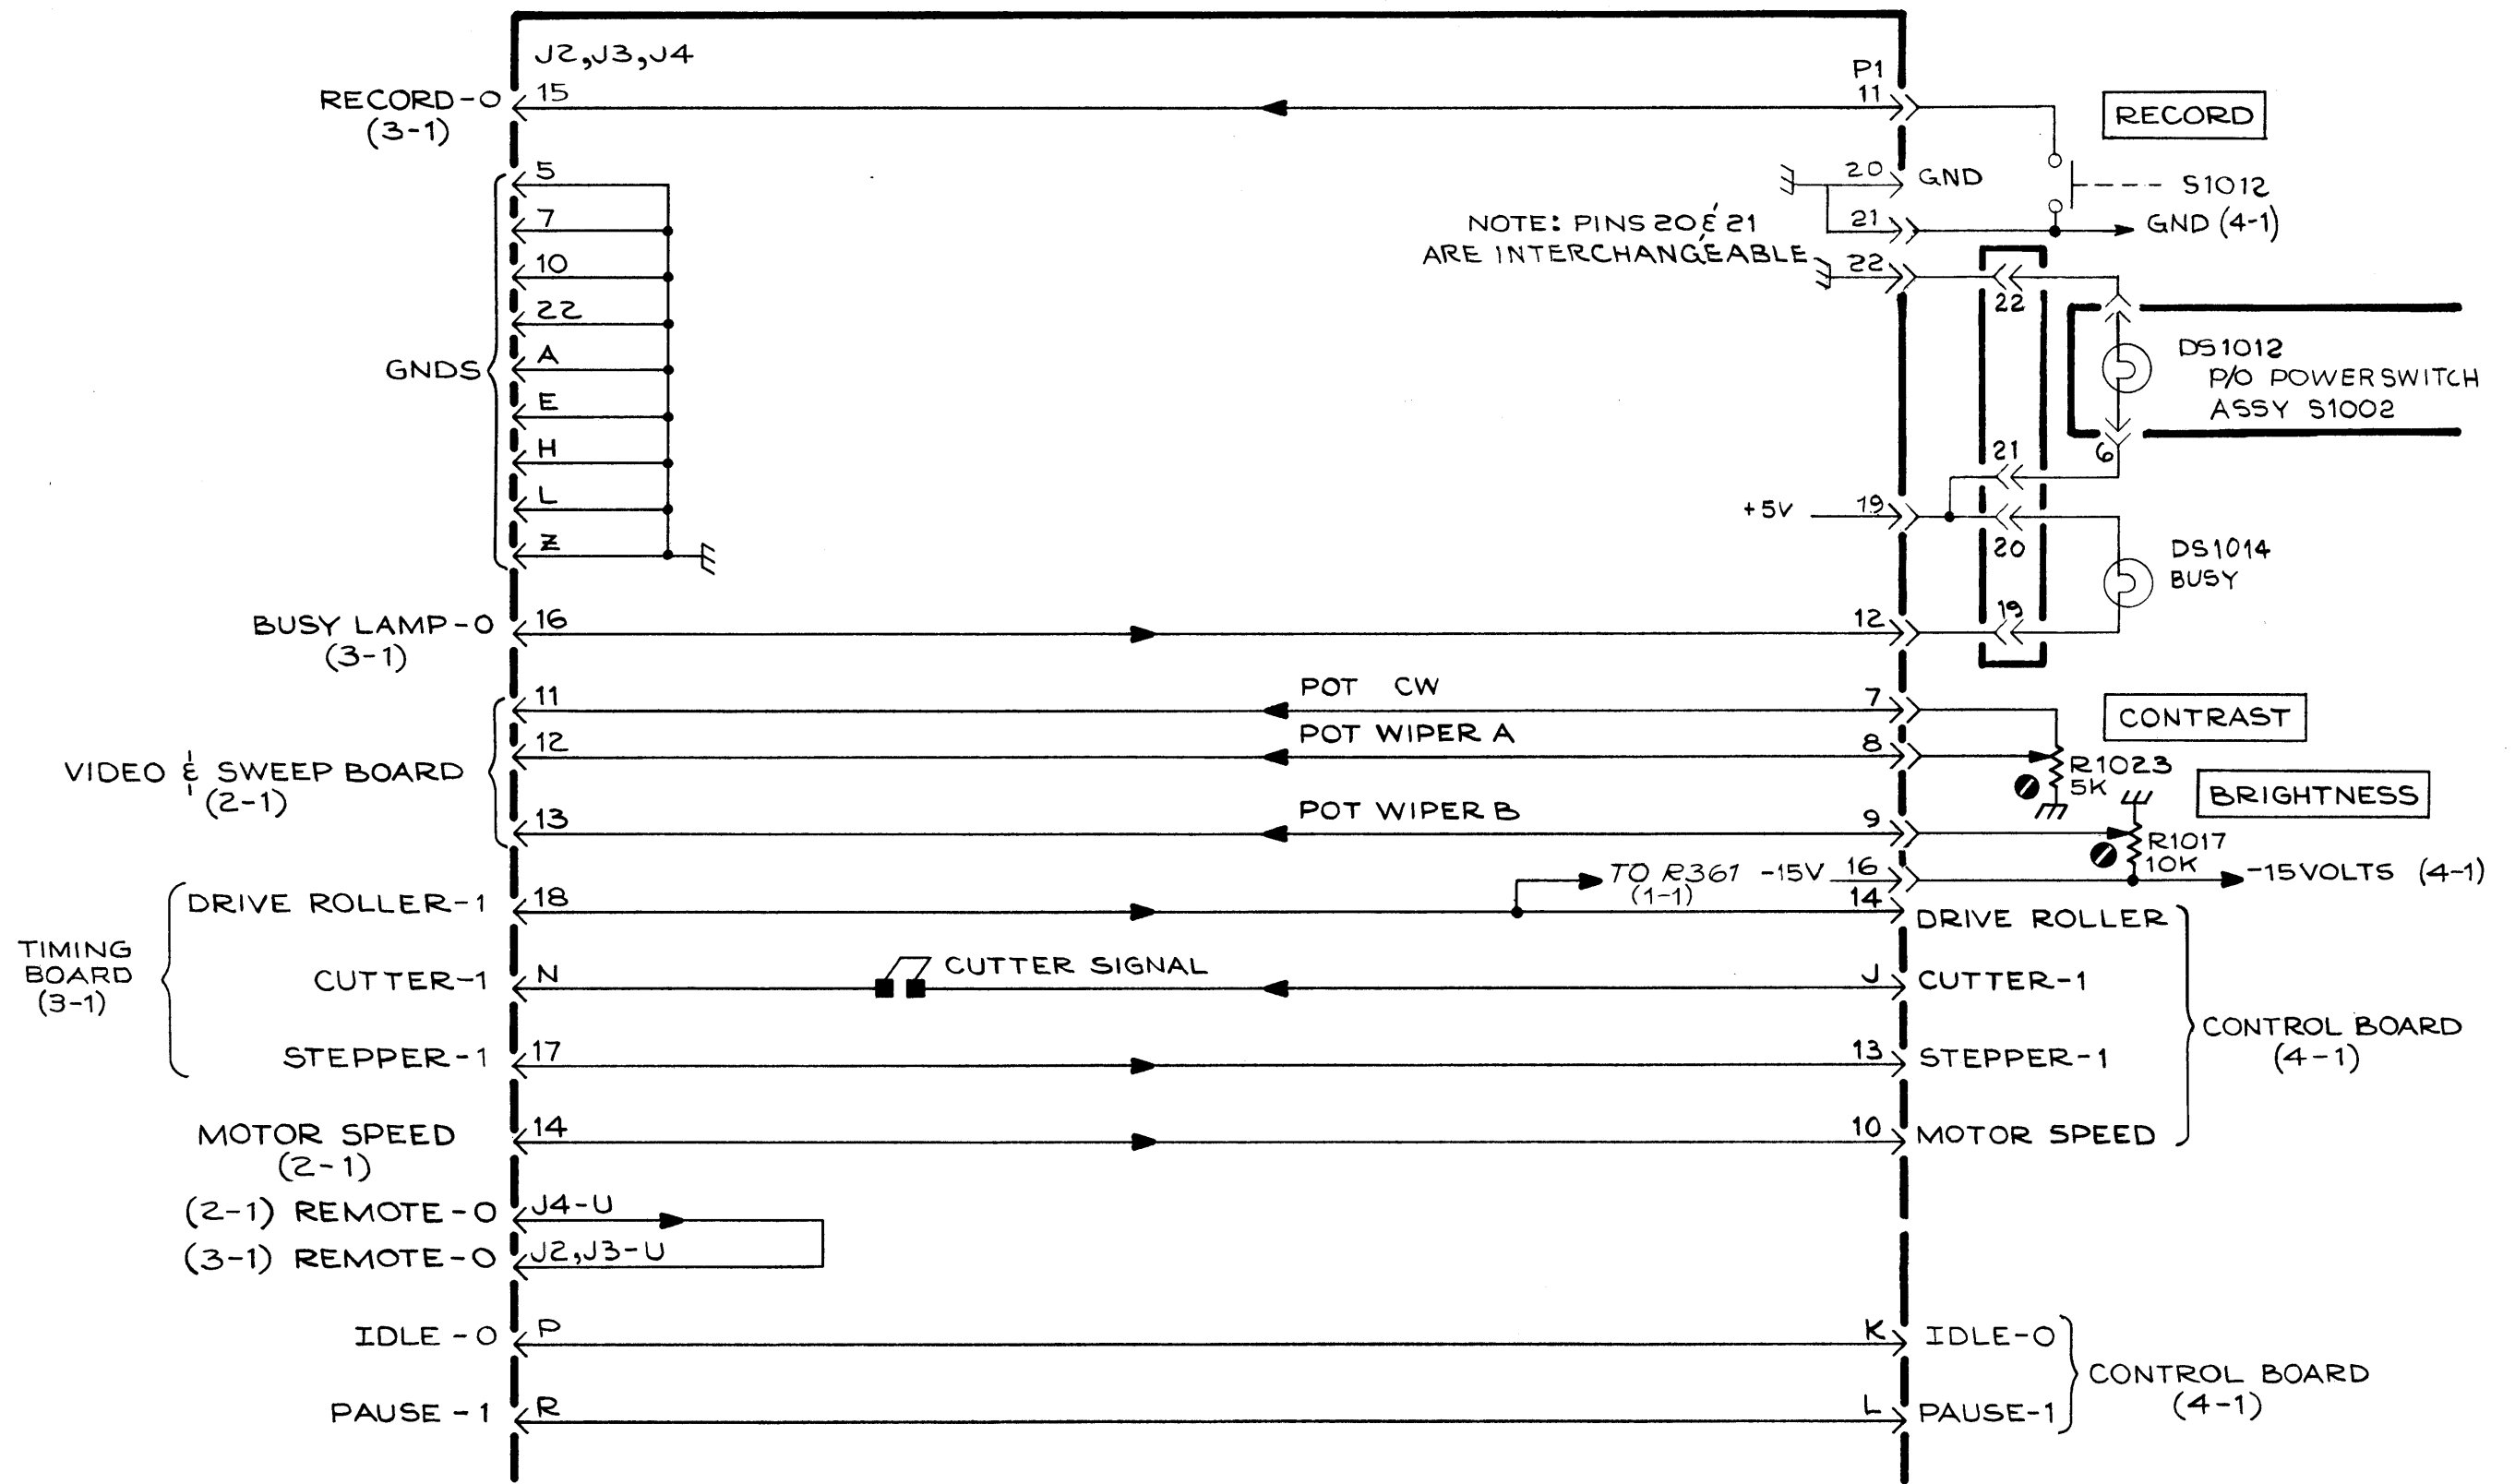 J2,J3,J4
P1
RECORD-0
15
11
(3-1)
RECORD
5
20
GND
S1012
7
21
GND (4-1)
NOTE: PINS 20 & 21
ARE INTERCHANGEABLE
10
22
22
22
A
GNDS
DS1012
P/O POWERSWITCH
ASSY S1002
E
H
21
6
L
+5V
19
Z
20
DS1014
BUSY
BUSY LAMP-0
16
12
19
(3-1)
11
POT CW
7
CONTRAST
12
POT WIPER A
8
VIDEO & SWEEP BOARD
(2-1)
R1023
5K
BRIGHTNESS
13
POT WIPER B
9
R1017
10K
TO R361 -15V
(1-1)
16
-15VOLTS (4-1)
DRIVE ROLLER-1
18
14
DRIVE ROLLER
TIMING
BOARD
(3-1)
CUTTER-1
N
CUTTER SIGNAL
J
CUTTER-1
CONTROL BOARD
(4-1)
STEPPER-1
17
13
STEPPER-1
MOTOR SPEED
(2-1)
14
10
MOTOR SPEED
(2-1) REMOTE-0
J4-U
(3-1) REMOTE-0
J2,J3-U
IDLE-0
P
K
IDLE-0
CONTROL BOARD
(4-1)
PAUSE-1
R
L
PAUSE-1